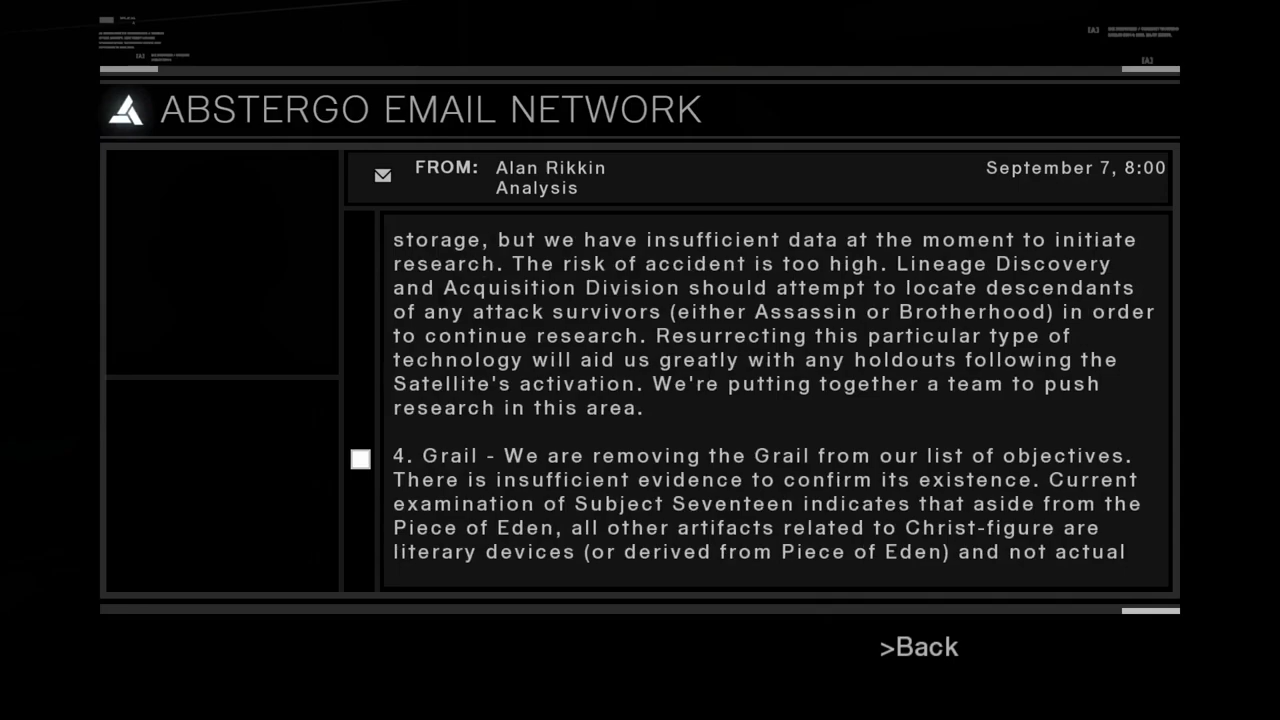 ABSTERGO EMAIL NETWORK
FROM: Alan Rikkin September 7, 8:00
Analysis
storage, but we have insufficient data at the moment to initiate
research. The risk of accident is too high. Lineage Discovery
and Acquisition Division should attempt to locate descendants
of any attack survivors (either Assassin or Brotherhood) in order
to continue research. Resurrecting this particular type of
technology will aid us greatly with any holdouts following the
Satellite's activation. We're putting together a team to push
research in this area.
4. Grail - We are removing the Grail from our list of objectives.
There is insufficient evidence to confirm its existence. Current
examination of Subject Seventeen indicates that aside from the
Piece of Eden, all other artifacts related to Christ-figure are
literary devices (or derived from Piece of Eden) and not actual
>Back